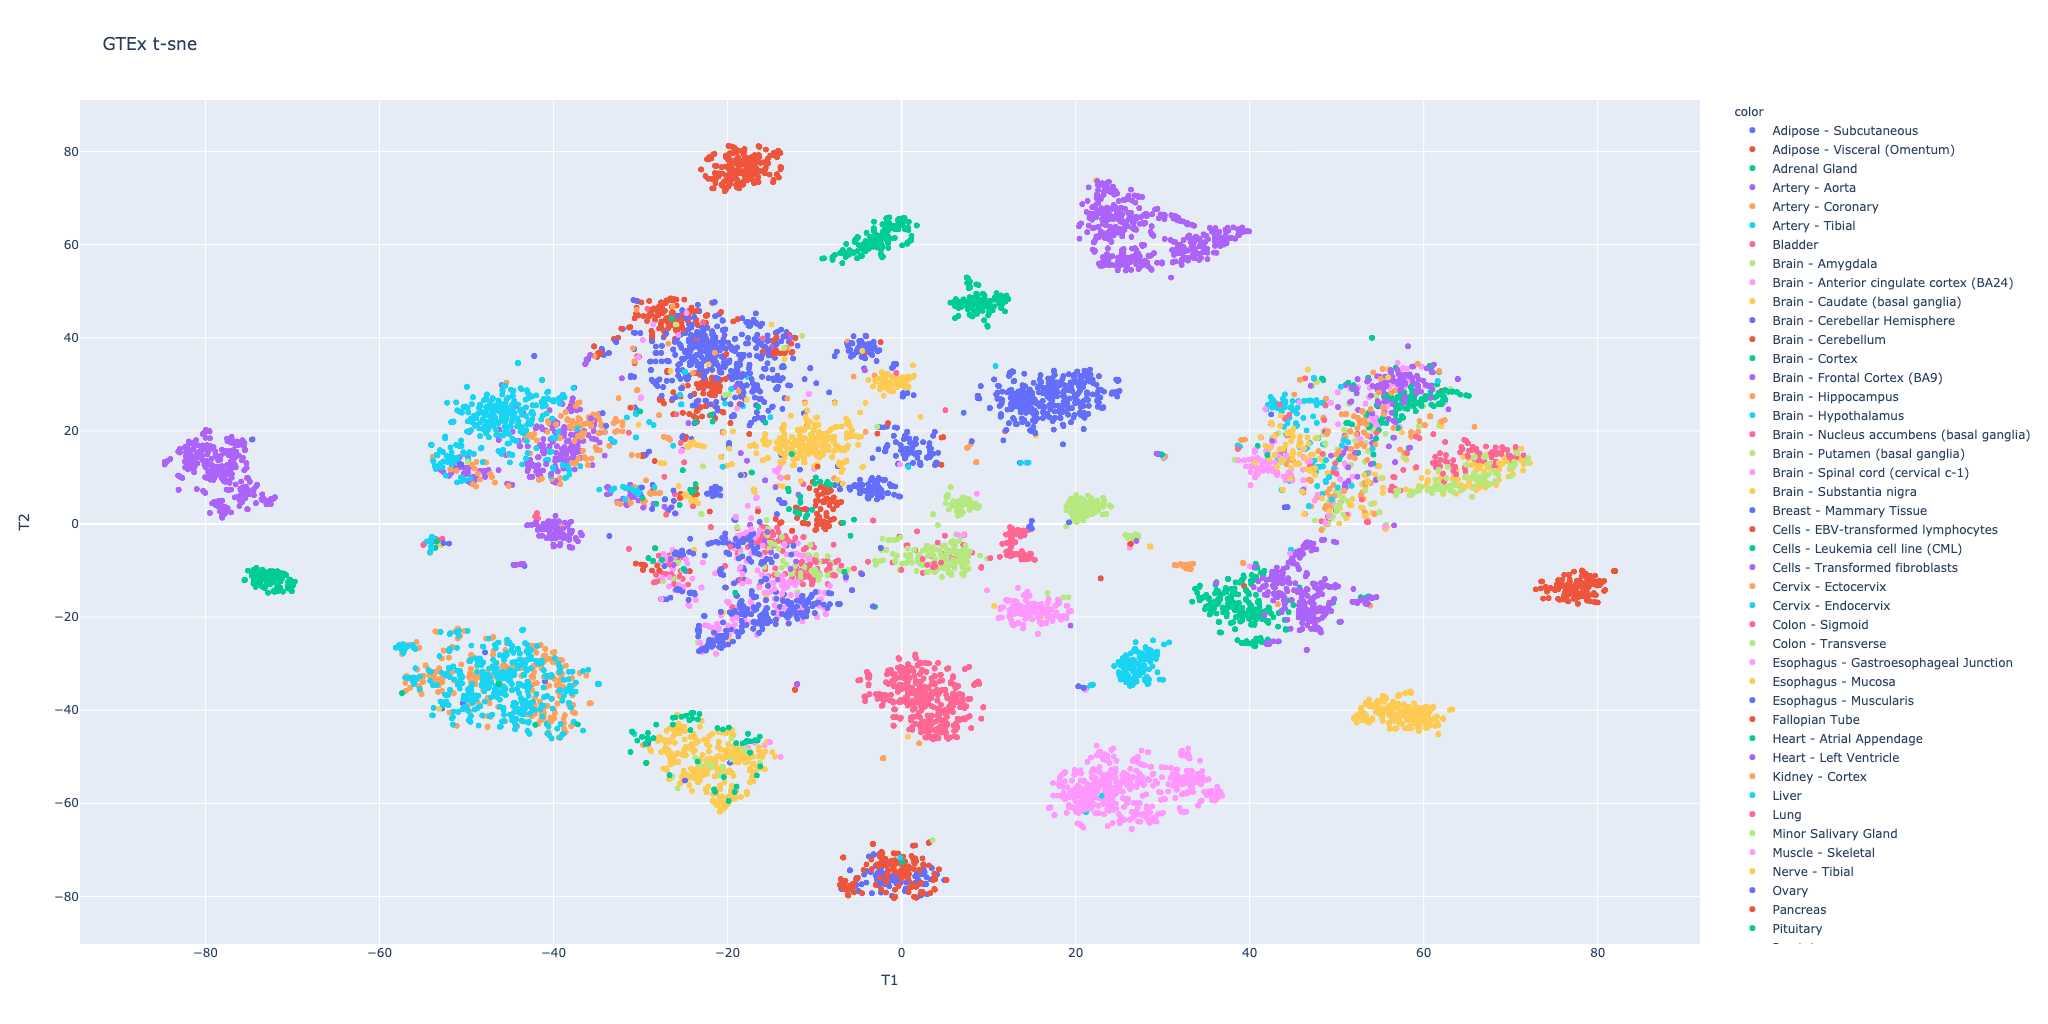 GTEx t-sne
80
60
40
20
0
−20
−40
−60
−80
T2
−80
−60
−40
−20
0
20
40
60
80
T1
color
Adipose - Subcutaneous
Adipose - Visceral (Omentum)
Adrenal Gland
Artery - Aorta
Artery - Coronary
Artery - Tibial
Bladder
Brain - Amygdala
Brain - Anterior cingulate cortex (BA24)
Brain - Caudate (basal ganglia)
Brain - Cerebellar Hemisphere
Brain - Cerebellum
Brain - Cortex
Brain - Frontal Cortex (BA9)
Brain - Hippocampus
Brain - Hypothalamus
Brain - Nucleus accumbens (basal ganglia)
Brain - Putamen (basal ganglia)
Brain - Spinal cord (cervical c-1)
Brain - Substantia nigra
Breast - Mammary Tissue
Cells - EBV-transformed lymphocytes
Cells - Leukemia cell line (CML)
Cells - Transformed fibroblasts
Cervix - Ectocervix
Cervix - Endocervix
Colon - Sigmoid
Colon - Transverse
Esophagus - Gastroesophageal Junction
Esophagus - Mucosa
Esophagus - Muscularis
Fallopian Tube
Heart - Atrial Appendage
Heart - Left Ventricle
Kidney - Cortex
Liver
Lung
Minor Salivary Gland
Muscle - Skeletal
Nerve - Tibial
Ovary
Pancreas
Pituitary